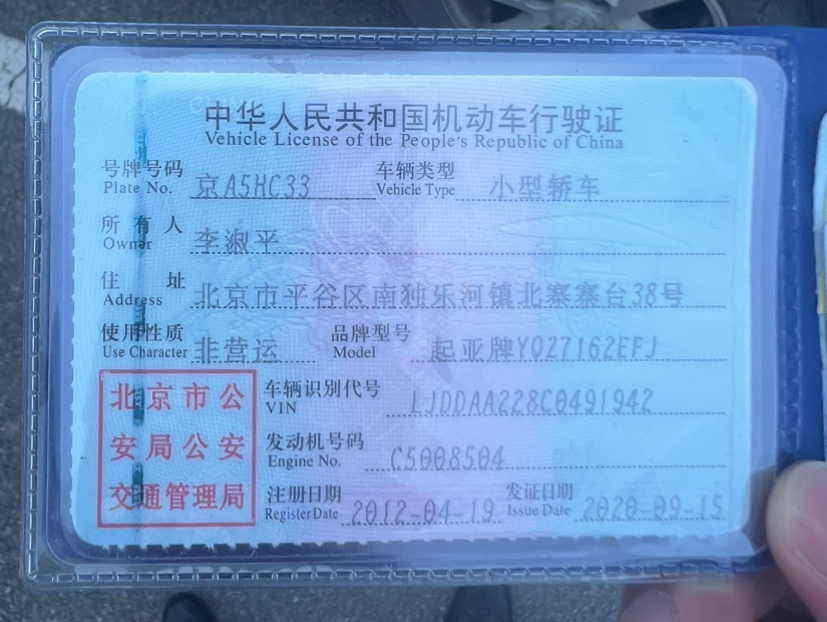 中华人民共和国机动车行驶证
Vehicle License of the People's Republic of China
号牌号码 京A5HC33 车辆类型 小型轿车
Plate No. Vehicle Type
所有人 李淑平
Owner
住址 北京市平谷区南独乐河镇北寨寨台38号
Address
使用性质 非营运 品牌型号 起亚牌YQZ7162EFJ
Use Character Model
北京市公安局公安交通管理局
车辆识别代号 LJDDAA228C0491942
VIN
发动机号码 C5008504
Engine No.
注册日期 2012-04-19 发证日期 2020-09-15
Register Date Issue Date